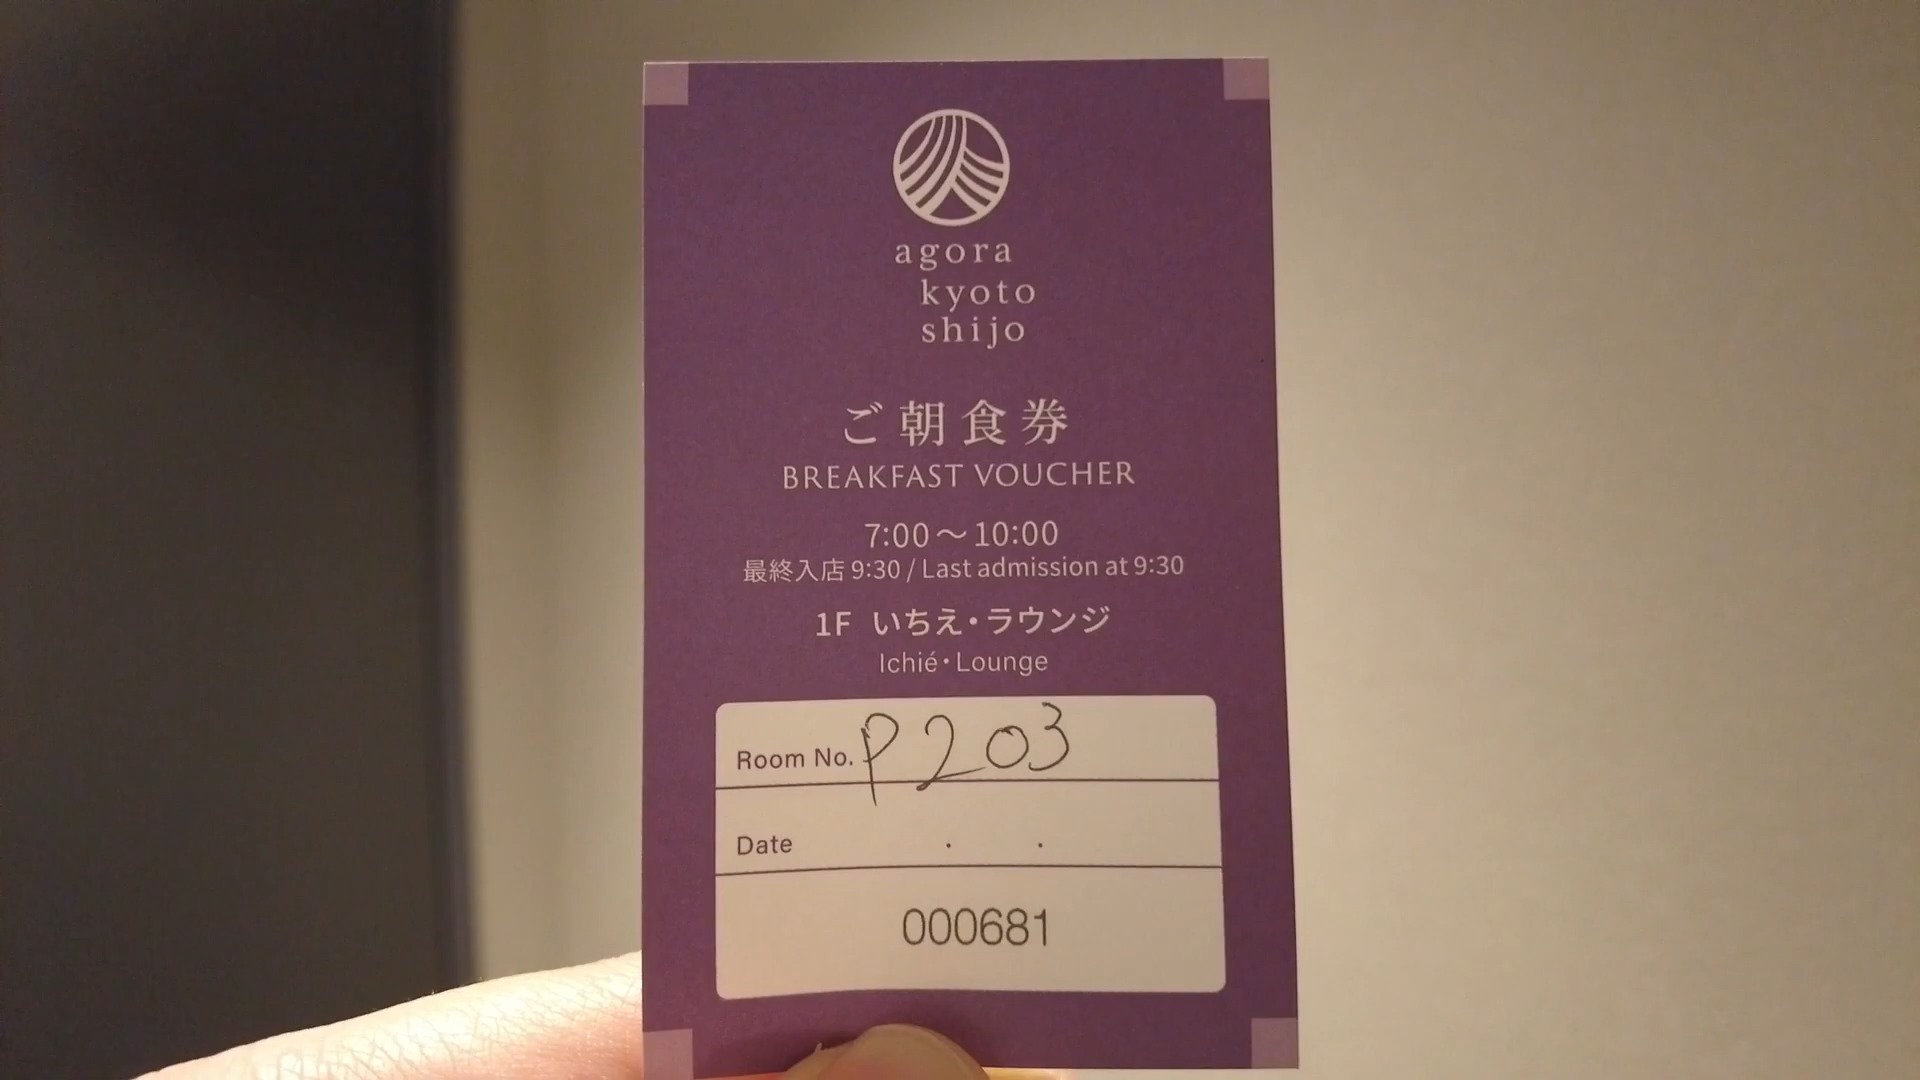 agora
kyoto
shijo
ご朝食券
BREAKFAST VOUCHER
7:00～10:00
最終入店 9:30 / Last admission at 9:30
1F いちえ・ラウンジ
Ichié・Lounge
Room No. P203
Date . .
000681